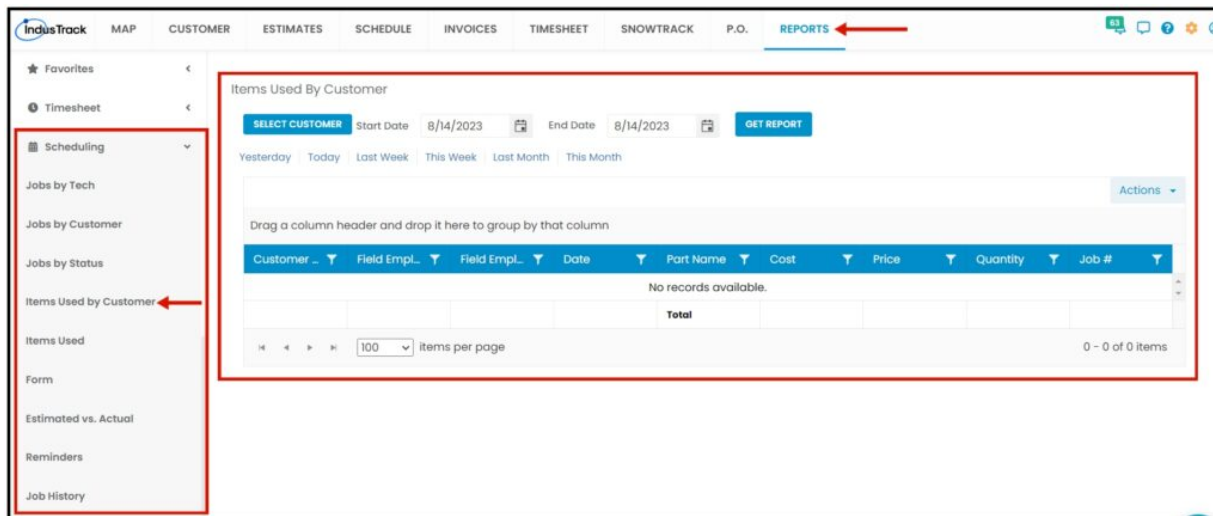 IndusTrack MAP CUSTOMER ESTIMATES SCHEDULE INVOICES TIMESHEET SNOWTRACK P.O. REPORTS 63
Favorites
Timesheet
Scheduling
Jobs by Tech
Jobs by Customer
Jobs by Status
Items Used by Customer
Items Used
Form
Estimated vs. Actual
Reminders
Job History
Items Used By Customer
SELECT CUSTOMER Start Date 8/14/2023 End Date 8/14/2023 GET REPORT
Yesterday Today Last Week This Week Last Month This Month
Actions
Drag a column header and drop it here to group by that column
Customer ... Field Empl... Field Empl... Date Part Name Cost Price Quantity Job #
No records available.
Total
100 items per page 0 - 0 of 0 items